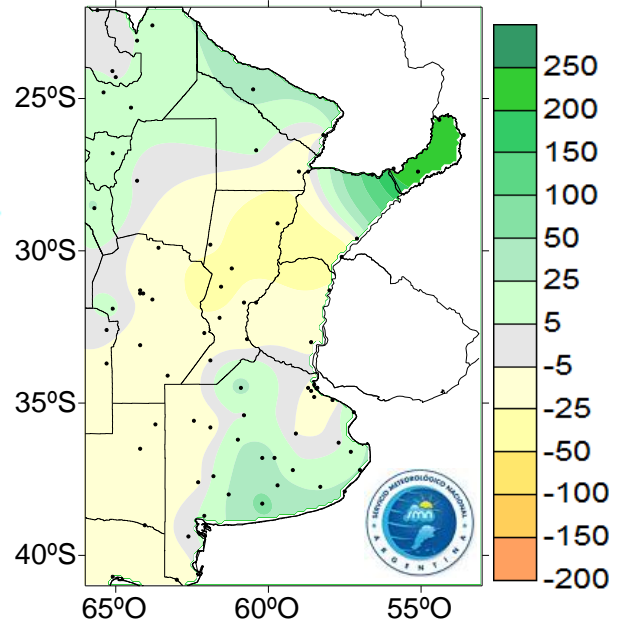 25ºS
30ºS
35ºS
40ºS
65ºO
60ºO
55ºO
250
200
150
100
50
25
5
-5
-25
-50
-100
-150
-200
SERVICIO METEOROLÓGICO NACIONAL
smn
ARGENTINA